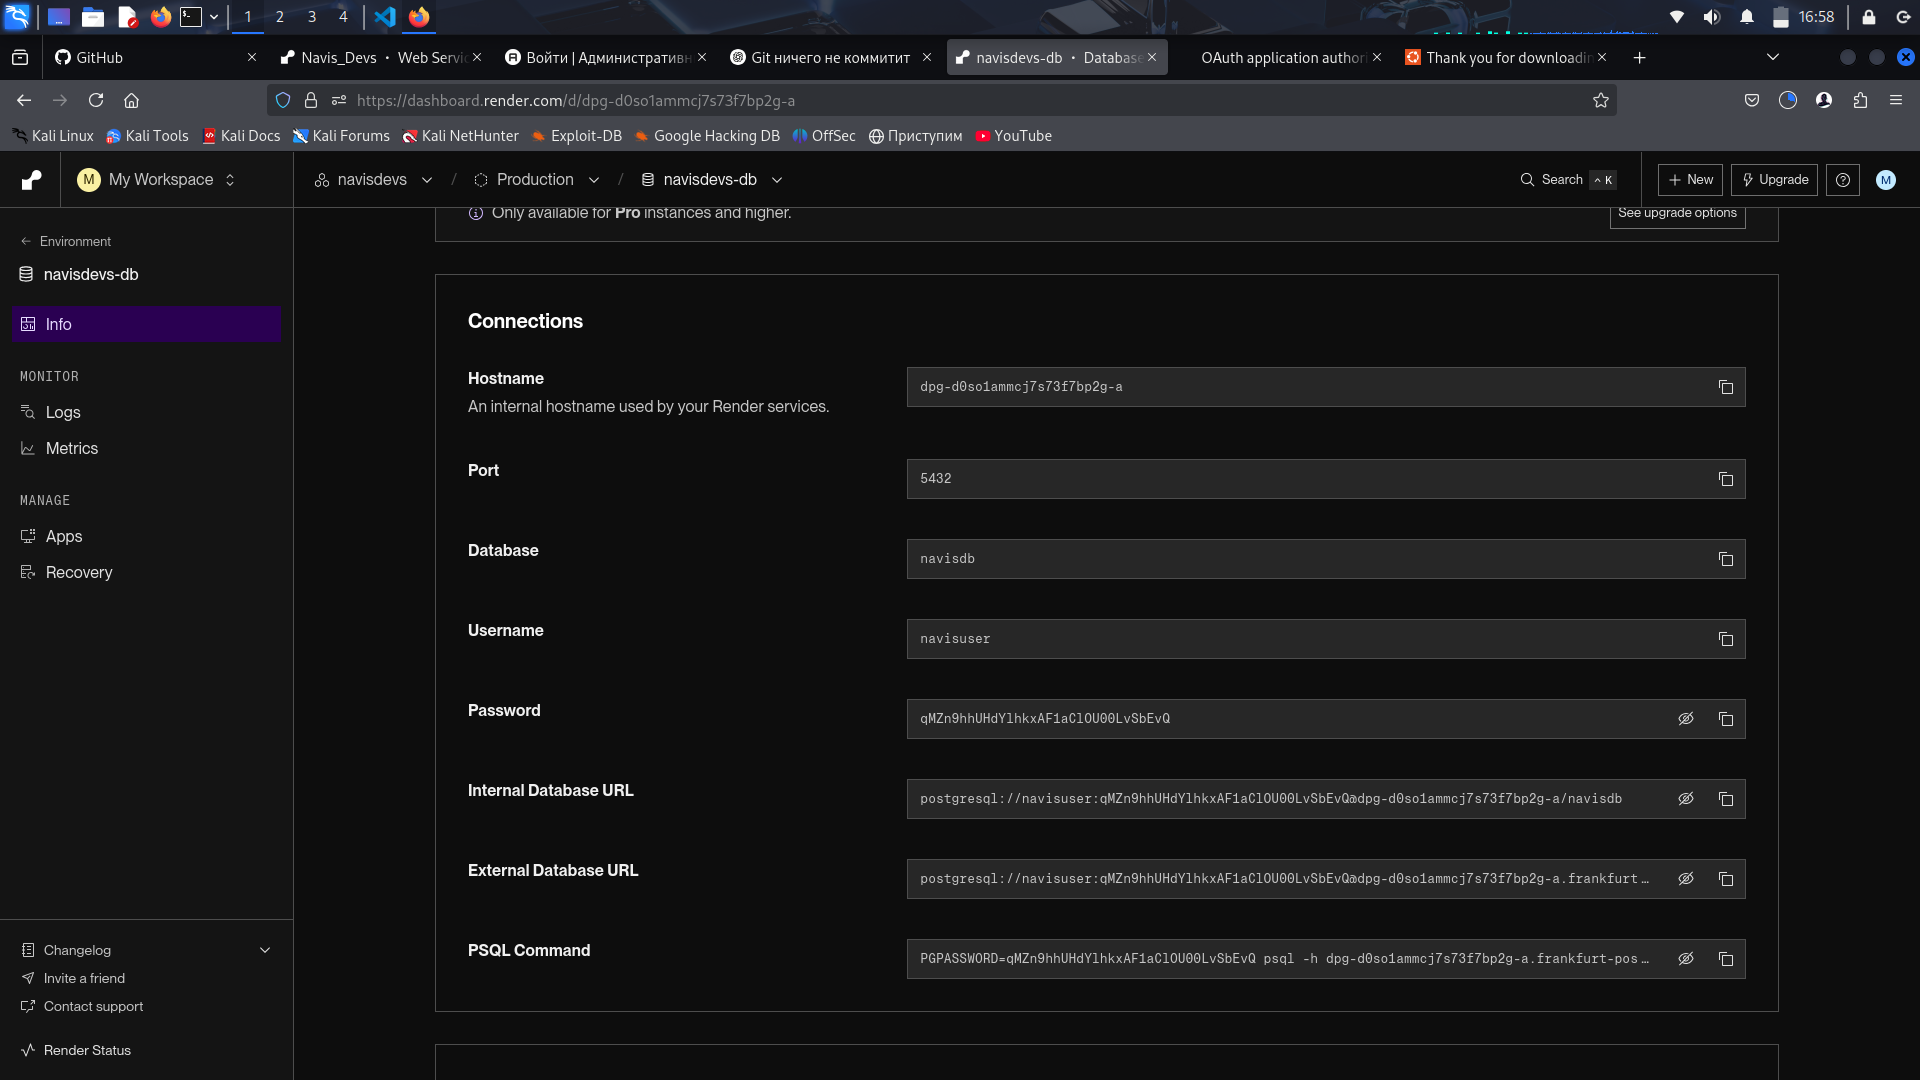 1 2 3 4 16:58
GitHub
Navis_Devs • Web Servic
Войти | Административн
Git ничего не коммитит
navisdevs-db • Database
OAuth application authori
Thank you for downloadin
https://dashboard.render.com/d/dpg-d0so1ammcj7s73f7bp2g-a
Kali Linux Kali Tools Kali Docs Kali Forums Kali NetHunter Exploit-DB Google Hacking DB OffSec Приступим YouTube
M My Workspace
navisdevs / Production / navisdevs-db
Search ^ K
+ New
Upgrade
M
← Environment
navisdevs-db
Info
MONITOR
Logs
Metrics
MANAGE
Apps
Recovery
Changelog
Invite a friend
Contact support
Render Status
Only available for Pro instances and higher.
See upgrade options
Connections
Hostname
An internal hostname used by your Render services.
dpg-d0so1ammcj7s73f7bp2g-a
Port
5432
Database
navisdb
Username
navisuser
Password
qMZn9hhUHdYlhkxAF1aClOU00LvSbEvQ
Internal Database URL
postgresql://navisuser:qMZn9hhUHdYlhkxAF1aClOU00LvSbEvQ@dpg-d0so1ammcj7s73f7bp2g-a/navisdb
External Database URL
postgresql://navisuser:qMZn9hhUHdYlhkxAF1aClOU00LvSbEvQ@dpg-d0so1ammcj7s73f7bp2g-a.frankfurt…
PSQL Command
PGPASSWORD=qMZn9hhUHdYlhkxAF1aClOU00LvSbEvQ psql -h dpg-d0so1ammcj7s73f7bp2g-a.frankfurt-pos…